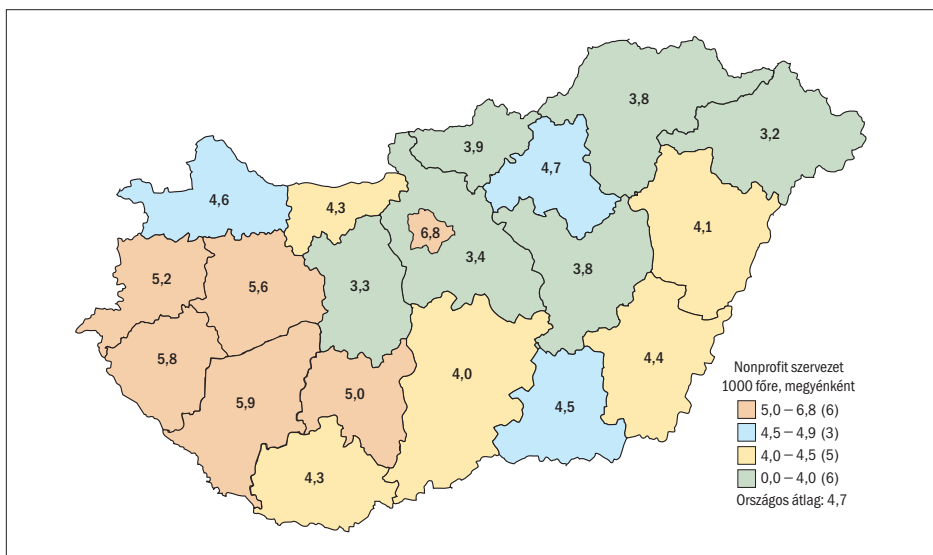 3,8
3,2
3,9
4,7
4,6
4,3
4,1
6,8
3,4
3,8
5,2
5,6
3,3
5,8
4,4
4,0
5,0
5,9
4,5
4,3
Nonprofit szervezet
1000 főre, megyénként
5,0 – 6,8 (6)
4,5 – 4,9 (3)
4,0 – 4,5 (5)
0,0 – 4,0 (6)
Országos átlag: 4,7